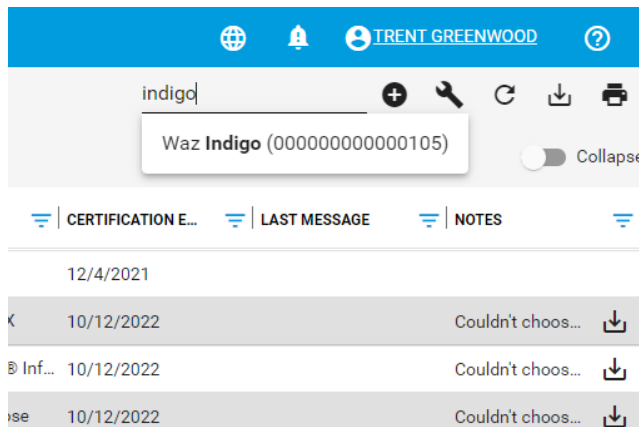 TRENT GREENWOOD
indigo
Waz Indigo (000000000000105)
Collapse
CERTIFICATION E... LAST MESSAGE NOTES
12/4/2021
X 10/12/2022 Couldn't choos...
® Inf... 10/12/2022 Couldn't choos...
ose 10/12/2022 Couldn't choos...